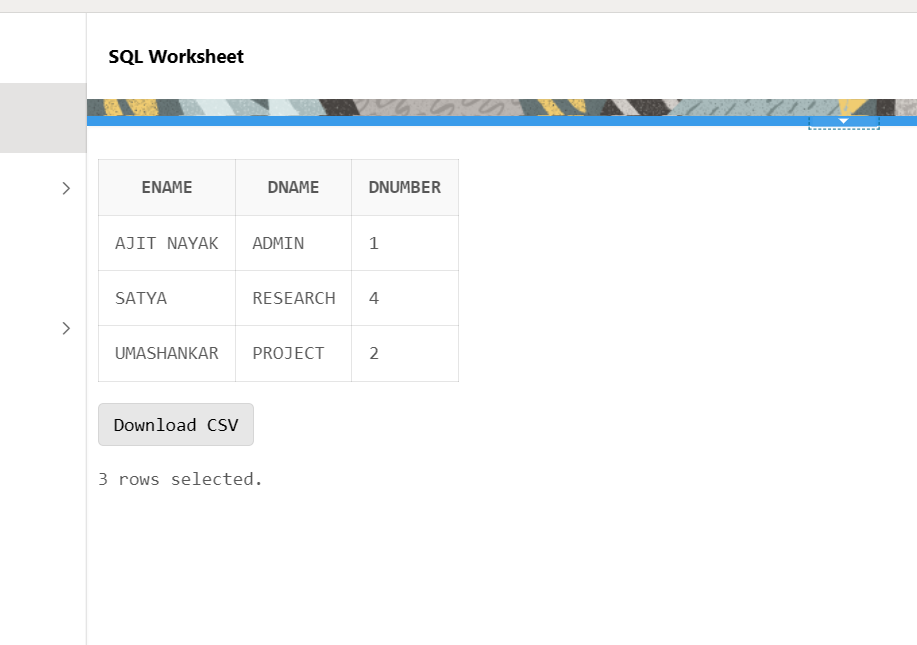 SQL Worksheet
ENAME DNAME DNUMBER
AJIT NAYAK ADMIN 1
SATYA RESEARCH 4
UMASHANKAR PROJECT 2
Download CSV
3 rows selected.